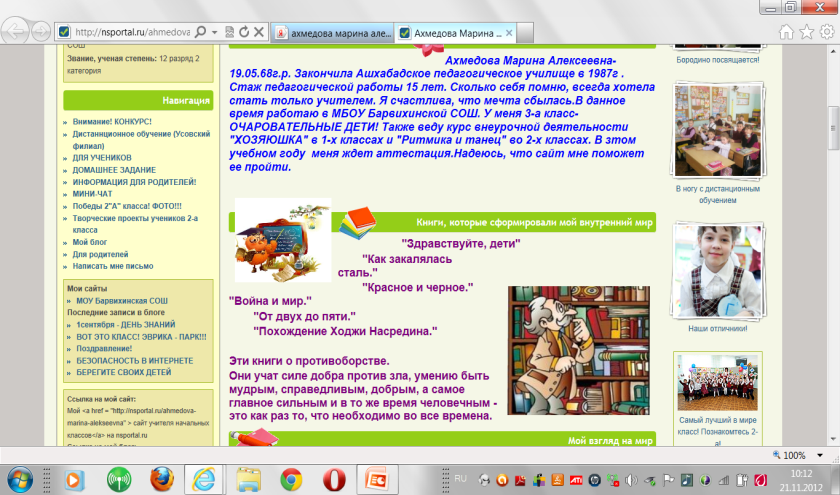 http://nsportal.ru/ahmedova
ахмедова марина але...
Ахмедова Марина ...
СОШ
Звание, ученая степень: 12 разряд 2
категория
Навигация
Внимание! КОНКУРС!
Дистанцнонное обучение (Усовский
филиал)
ДЛЯ УЧЕНИКОВ
ДОМАШНЕЕ ЗАДАНИЕ
ИНФОРМАЦИЯ ДЛЯ РОДИТЕЛЕЙ!
МИНИ-ЧАТ
Победы 2"А" класса! ФОТО!!!
Творческие проекты учеников 2-а
класса
Мой блог
Для родителей
Написать мне письмо
Мои сайты
МОУ Барвихинская СОШ
Последние записи в блоге
1сентября - ДЕНЬ ЗНАНИЙ
ВОТ ЭТО КЛАСС! ЭВРИКА - ПАРК!!!
Поздравление!
БЕЗОПАСНОСТЬ В ИНТЕРНЕТЕ
БЕРЕГИТЕ СВОИХ ДЕТЕЙ
Ссылка на мой сайт:
Мой <a href = "http://nsportal.ru/ahmedova-
marina-alekseevna" > сайт учителя начальных
классов</a> на nsportal.ru
Ахмедова Марина Алексеевна-
19.05.68г.р. Закончила Ашхабадское педагогическое училище в 1987г .
Стаж педагогической работы 15 лет. Сколько себя помню, всегда хотела
стать только учителем. Я счастлива, что мечта сбылась.В данное
время работаю в МБОУ Барвихинской СОШ. У меня 3-а класс-
ОЧАРОВАТЕЛЬНЫЕ ДЕТИ! Также веду курс внеурочной деятельности
"ХОЗЯЮШКА" в 1-х классах и "Ритмика и танец" во 2-х классах. В этом
учебном году меня ждет аттестация.Надеюсь, что сайт мне поможет
ее пройти.
Книги, которые сформировали мой внутренний мир
"Здравствуйте, дети"
"Как закалялась
сталь."
"Красное и черное."
"Война и мир."
"От двух до пяти."
"Похождение Ходжи Насредина."
Эти книги о противоборстве.
Они учат силе добра против зла, умению быть
мудрым, справедливым, добрым, а самое
главное сильным и в то же время человечным -
это как раз то, что необходимо во все времена.
Мой взгляд на мир
Бородино посвящается!
В ногу с дистанционным
обучением
Наши отличники!
Самый лучший в мире
класс! Познакомтесь 2-
а!
100%
RU
10:12
21.11.2012